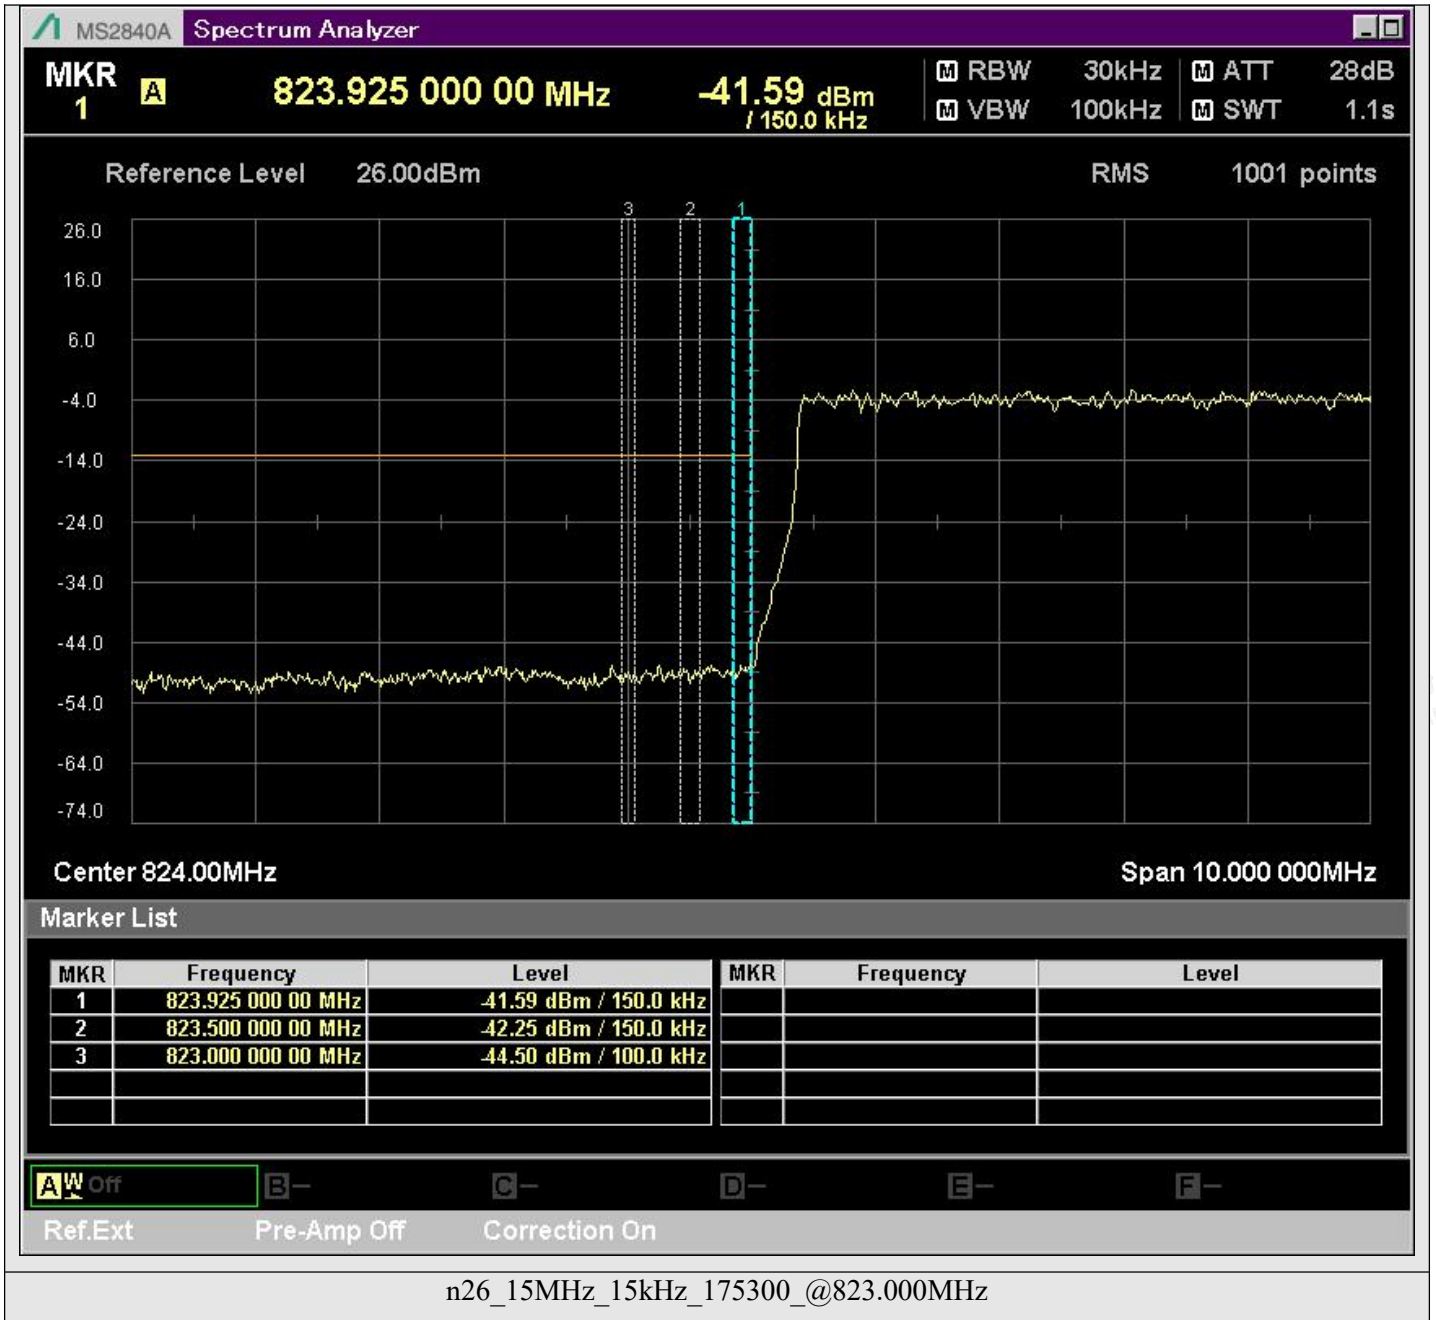 MS2840A Spectrum Analyzer
MKR 1 A 823.925 000 00 MHz -41.59 dBm / 150.0 kHz
M RBW 30kHz M ATT 28dB
M VBW 100kHz M SWT 1.1s
Reference Level 26.00dBm RMS 1001 points
3 2 1
26.0
16.0
6.0
-4.0
-14.0
-24.0
-34.0
-44.0
-54.0
-64.0
-74.0
Center 824.00MHz Span 10.000 000MHz
Marker List
MKR Frequency Level MKR Frequency Level
1 823.925 000 00 MHz -41.59 dBm / 150.0 kHz
2 823.500 000 00 MHz -42.25 dBm / 150.0 kHz
3 823.000 000 00 MHz -44.50 dBm / 100.0 kHz
A W Off B- C- D- E- F-
Ref.Ext Pre-Amp Off Correction On
n26_15MHz_15kHz_175300_@823.000MHz